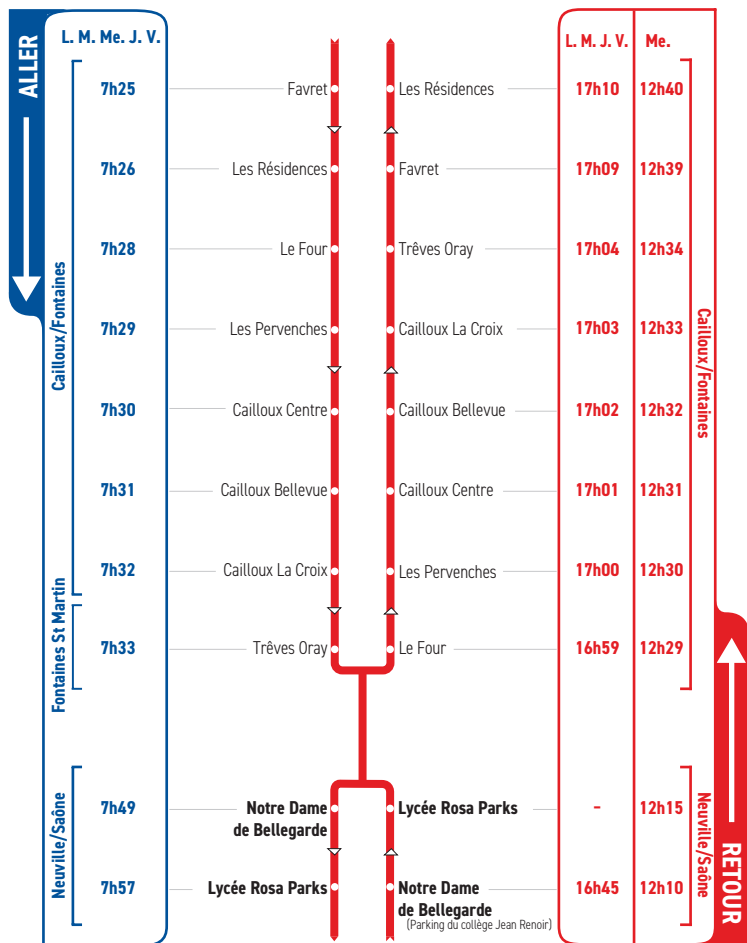 ALLER
L. M. Me. J. V.
L. M. J. V.
Me.
7h25
Favret
Les Résidences
17h10
12h40
7h26
Les Résidences
Favret
17h09
12h39
7h28
Le Four
Trêves Oray
17h04
12h34
7h29
Les Pervenches
Cailloux La Croix
17h03
12h33
7h30
Cailloux Centre
Cailloux Bellevue
17h02
12h32
7h31
Cailloux Bellevue
Cailloux Centre
17h01
12h31
7h32
Cailloux La Croix
Les Pervenches
17h00
12h30
7h33
Trêves Oray
Le Four
16h59
12h29
Cailloux/Fontaines
Fontaines St Martin
Cailloux/Fontaines
7h49
Notre Dame
de Bellegarde
Lycée Rosa Parks
-
12h15
7h57
Lycée Rosa Parks
Notre Dame
de Bellegarde
(Parking du collège Jean Renoir)
16h45
12h10
Neuville/Saône
Neuville/Saône
RETOUR